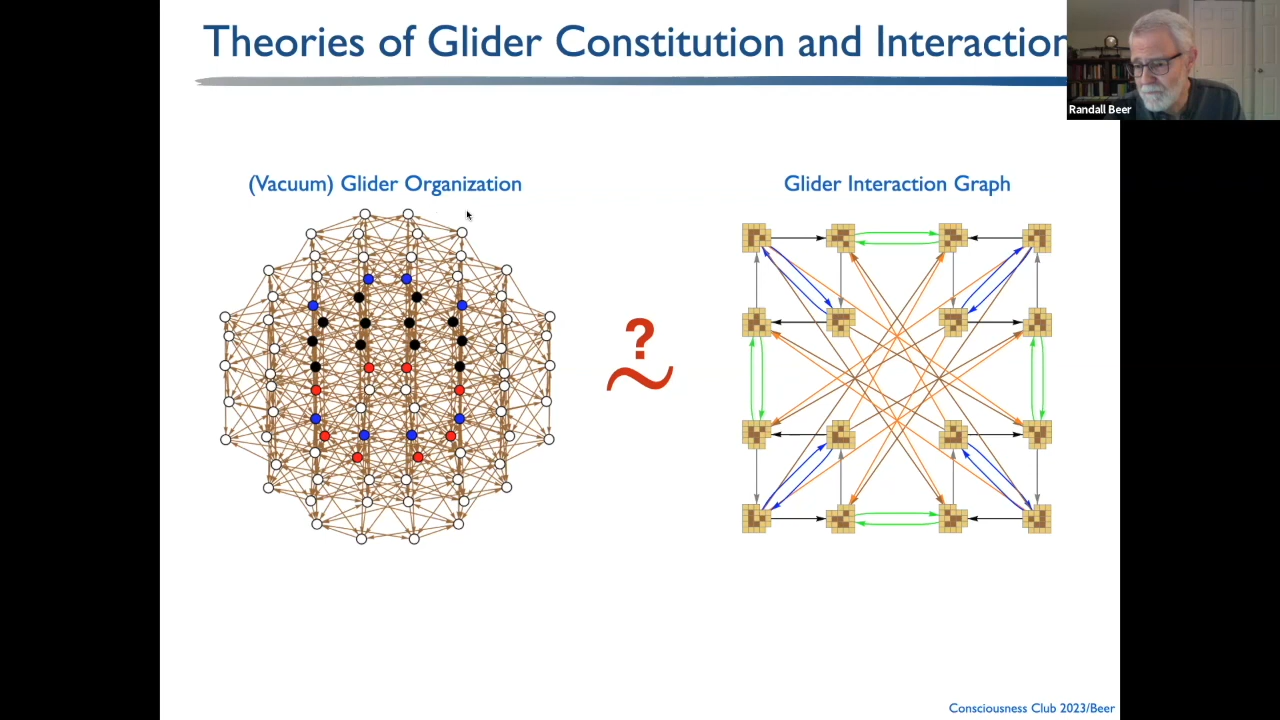 Theories of Glider Constitution and Interaction
Randall Beer
(Vacuum) Glider Organization
Glider Interaction Graph
?
~
Consciousness Club 2023/Beer